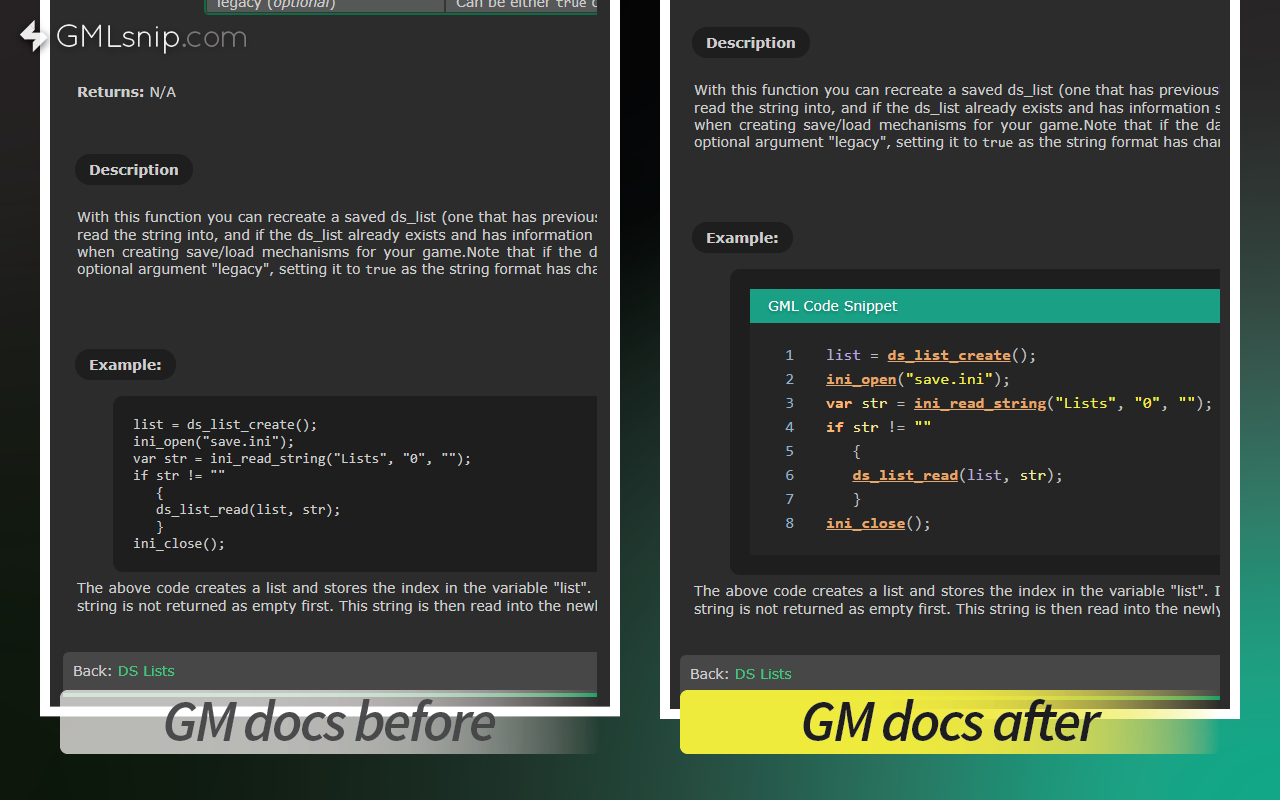 legacy (optional) Can be either true
GMLsnip.com
Returns: N/A
Description
With this function you can recreate a saved ds_list (one that has
read the string into, and if the ds_list already exists and has information
when creating save/load mechanisms for your game.Note that if the
optional argument "legacy", setting it to true as the string format has
Example:
list = ds_list_create();
ini_open("save.ini");
var str = ini_read_string("Lists", "0", "");
if str != ""
{
ds_list_read(list, str);
}
ini_close();
The above code creates a list and stores the index in the variable "list".
string is not returned as empty first. This string is then read into the
Back: DS Lists
GM docs before
Description
With this function you can recreate a saved ds_list (one that has
read the string into, and if the ds_list already exists and has information
when creating save/load mechanisms for your game.Note that if the
optional argument "legacy", setting it to true as the string format has
Example:
GML Code Snippet
1 list = ds_list_create();
2 ini_open("save.ini");
3 var str = ini_read_string("Lists", "0", "");
4 if str != ""
5 {
6 ds_list_read(list, str);
7 }
8 ini_close();
The above code creates a list and stores the index in the variable "list".
string is not returned as empty first. This string is then read into the
Back: DS Lists
GM docs after